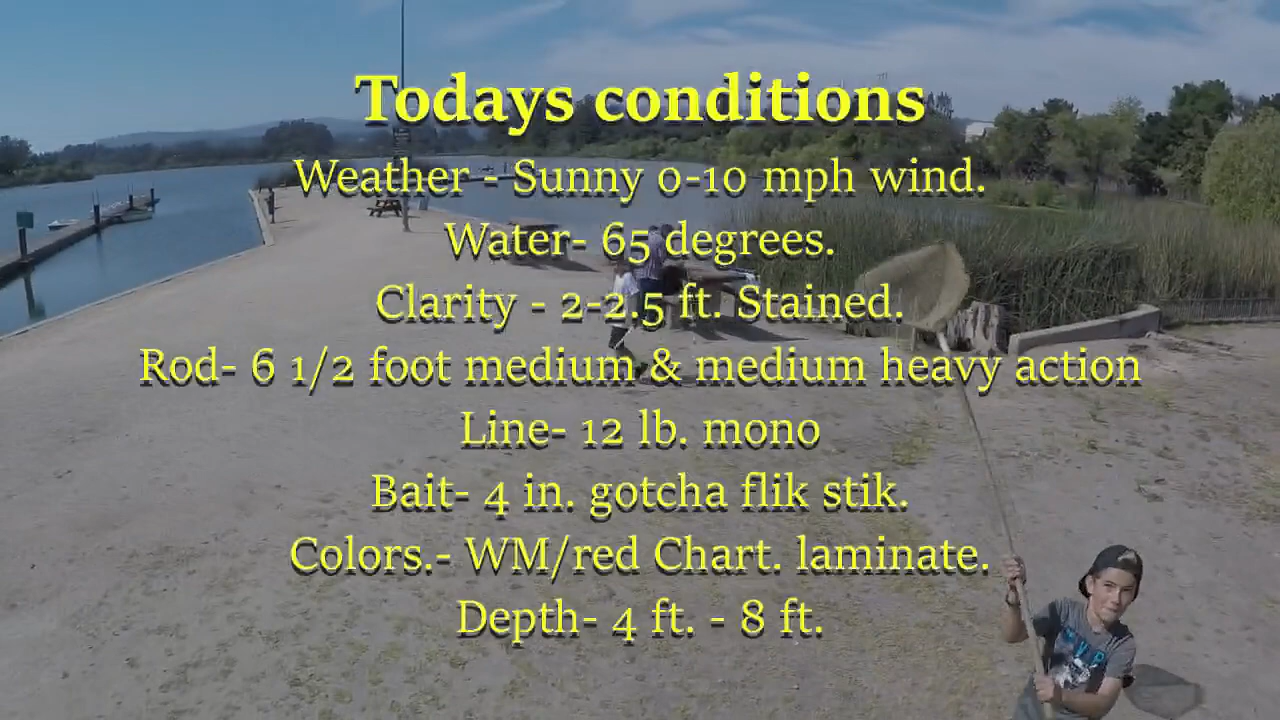 Todays conditions
Weather - Sunny 0-10 mph wind.
Water- 65 degrees.
Clarity - 2-2.5 ft. Stained.
Rod- 6 1/2 foot medium & medium heavy action
Line- 12 lb. mono
Bait- 4 in. gotcha flik stik.
Colors.- WM/red Chart. laminate.
Depth- 4 ft. - 8 ft.
MVP